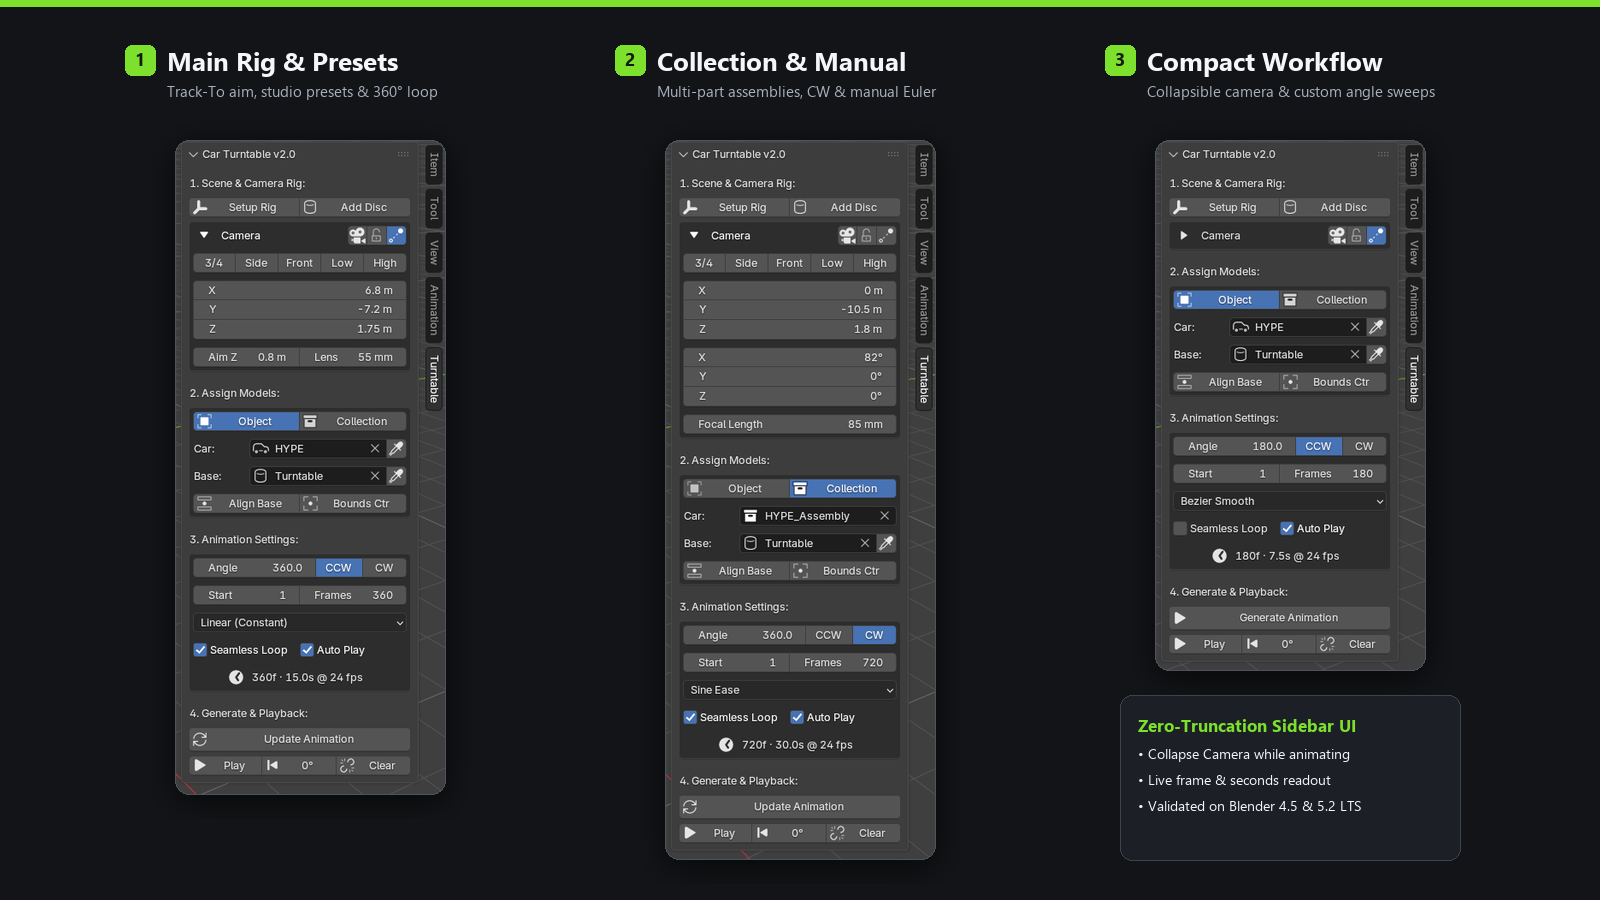 1 Main Rig & Presets
Track-To aim, studio presets & 360° loop
Car Turntable v2.0
1. Scene & Camera Rig:
Setup Rig Add Disc
Camera
3/4 Side Front Low High
X 6.8 m
Y -7.2 m
Z 1.75 m
Aim Z 0.8 m Lens 55 mm
2. Assign Models:
Object Collection
Car: HYPE
Base: Turntable
Align Base Bounds Ctr
3. Animation Settings:
Angle 360.0 CCW CW
Start 1 Frames 360
Linear (Constant)
Seamless Loop Auto Play
360f · 15.0s @ 24 fps
4. Generate & Playback:
Update Animation
Play 0° Clear
Item
Tool
View
Animation
Turntable
2 Collection & Manual
Multi-part assemblies, CW & manual Euler
Car Turntable v2.0
1. Scene & Camera Rig:
Setup Rig Add Disc
Camera
3/4 Side Front Low High
X 0 m
Y -10.5 m
Z 1.8 m
X 82°
Y 0°
Z 0°
Focal Length 85 mm
2. Assign Models:
Object Collection
Car: HYPE_Assembly
Base: Turntable
Align Base Bounds Ctr
3. Animation Settings:
Angle 360.0 CCW CW
Start 1 Frames 720
Sine Ease
Seamless Loop Auto Play
720f · 30.0s @ 24 fps
4. Generate & Playback:
Update Animation
Play 0° Clear
Item
Tool
View
Animation
Turntable
3 Compact Workflow
Collapsible camera & custom angle sweeps
Car Turntable v2.0
1. Scene & Camera Rig:
Setup Rig Add Disc
Camera
2. Assign Models:
Object Collection
Car: HYPE
Base: Turntable
Align Base Bounds Ctr
3. Animation Settings:
Angle 180.0 CCW CW
Start 1 Frames 180
Bezier Smooth
Seamless Loop Auto Play
180f · 7.5s @ 24 fps
4. Generate & Playback:
Generate Animation
Play 0° Clear
Item
Tool
View
Animation
Turntable
Zero-Truncation Sidebar UI
• Collapse Camera while animating
• Live frame & seconds readout
• Validated on Blender 4.5 & 5.2 LTS